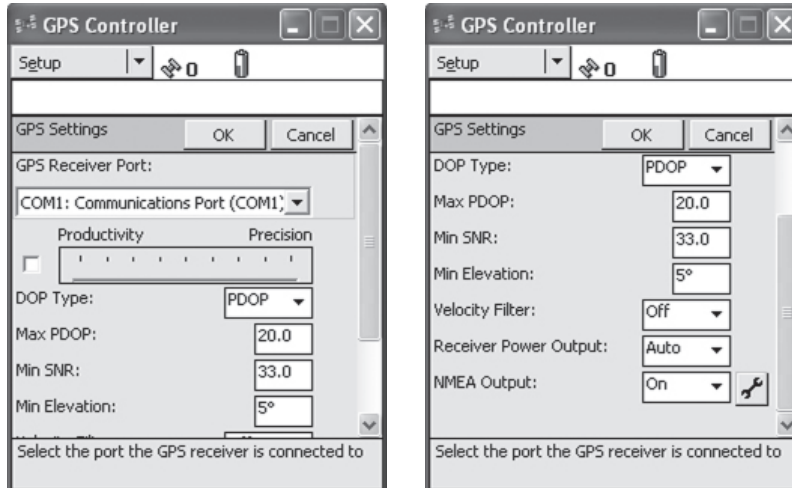 GPS Controller
Setup
0
GPS Settings OK Cancel
GPS Receiver Port:
COM1: Communications Port (COM1)
Productivity Precision
DOP Type: PDOP
Max PDOP: 20.0
Min SNR: 33.0
Min Elevation: 5°
Select the port the GPS receiver is connected to
GPS Controller
Setup
0
GPS Settings OK Cancel
DOP Type: PDOP
Max PDOP: 20.0
Min SNR: 33.0
Min Elevation: 5°
Velocity Filter: Off
Receiver Power Output: Auto
NMEA Output: On
Select the port the GPS receiver is connected to